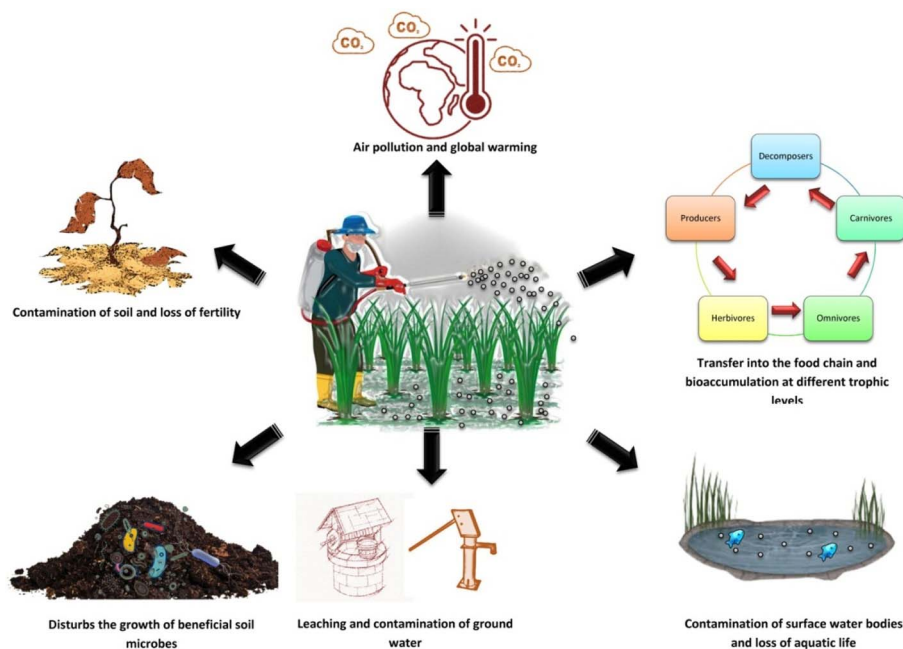 CO₂
CO₂
CO₂
Air pollution and global warming
Contamination of soil and loss of fertility
Decomposers
Producers
Carnivores
Herbivores
Omnivores
Transfer into the food chain and
bioaccumulation at different trophic
levels
Disturbs the growth of beneficial soil
microbes
Leaching and contamination of ground
water
Contamination of surface water bodies
and loss of aquatic life